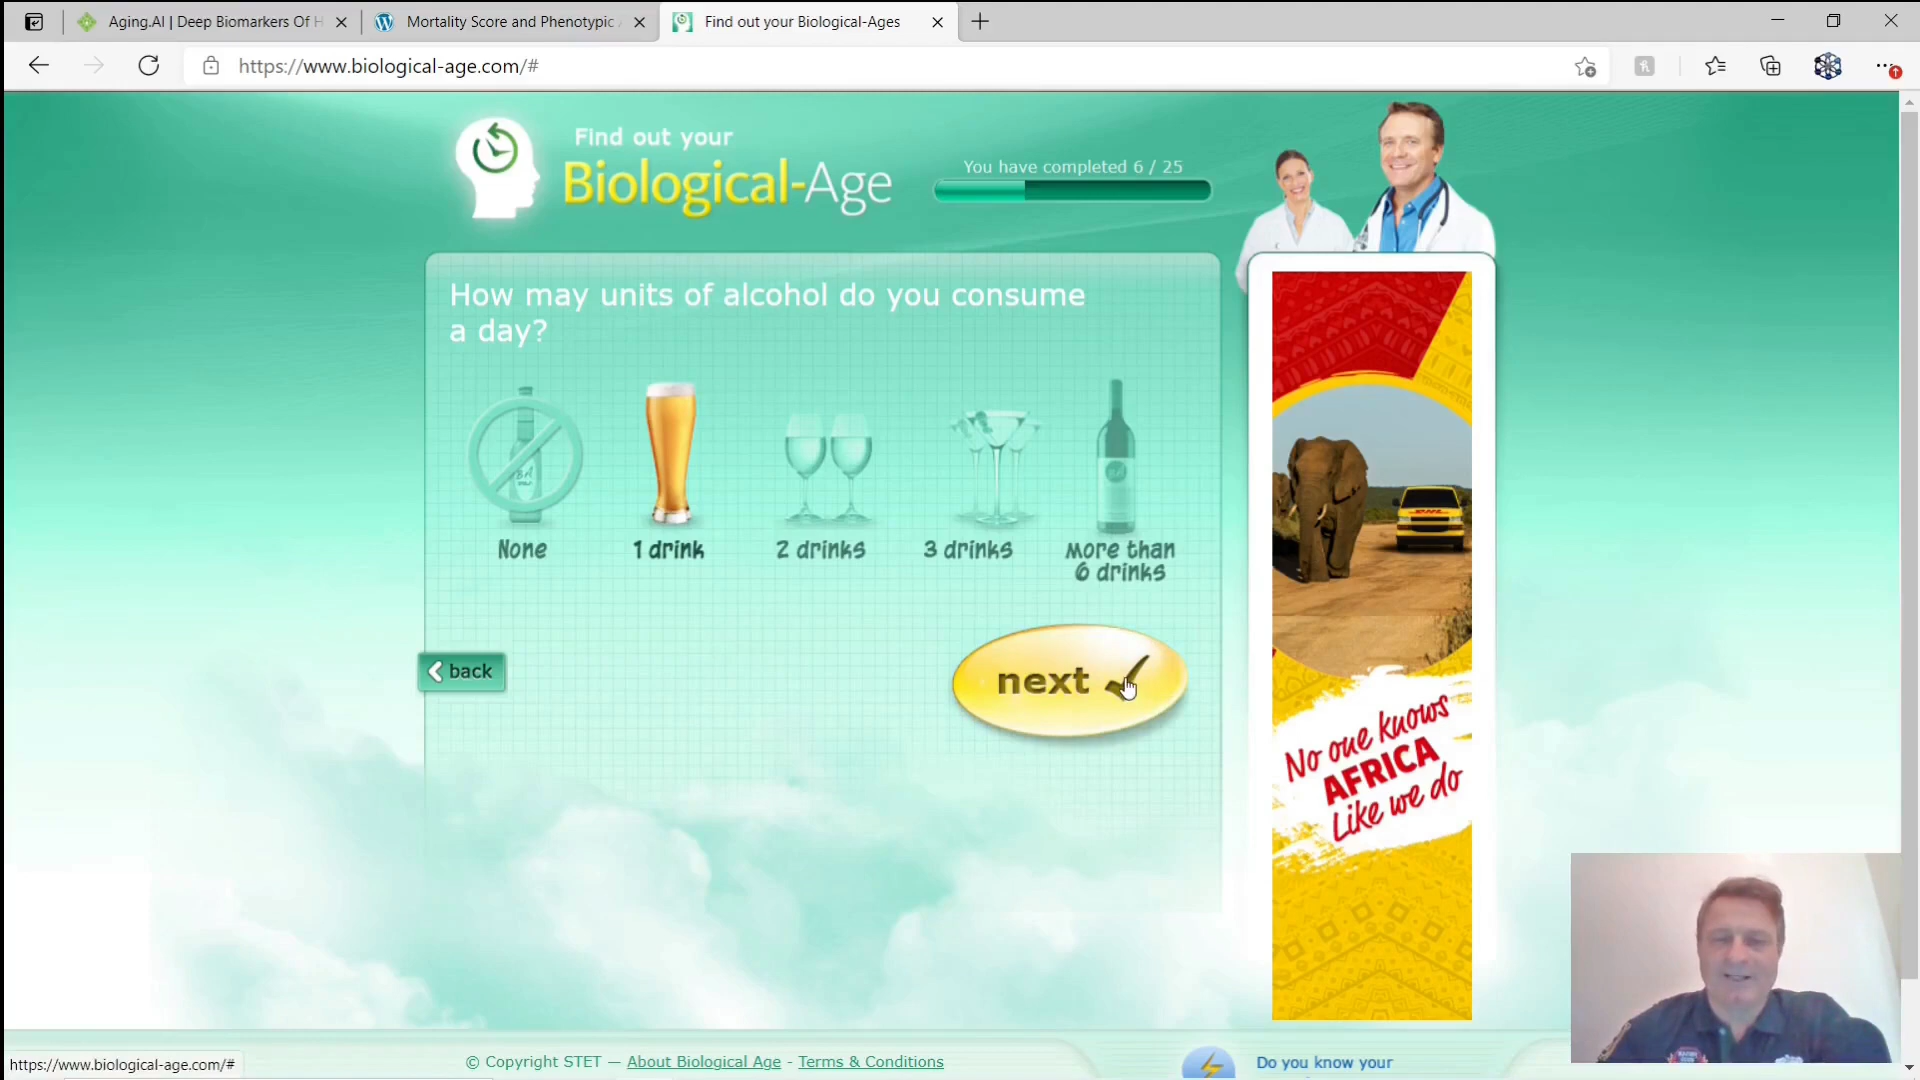 Aging.AI | Deep Biomarkers Of H
Mortality Score and Phenotypic A
Find out your Biological-Ages
https://www.biological-age.com/#
Find out your
Biological-Age
You have completed 6 / 25
How may units of alcohol do you consume
a day?
None
1 drink
2 drinks
3 drinks
more than
6 drinks
back
next
DHL
No one knows
AFRICA
Like we do
https://www.biological-age.com/#
© Copyright STET — About Biological Age - Terms & Conditions
Do you know your